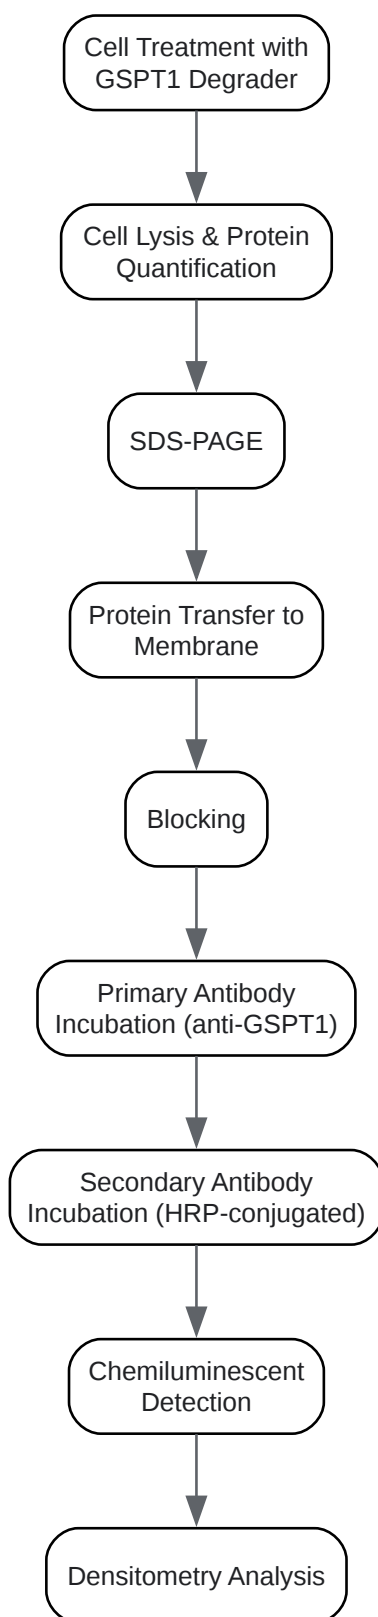 Cell Treatment with
GSPT1 Degrader
Cell Lysis & Protein
Quantification
SDS-PAGE
Protein Transfer to
Membrane
Blocking
Primary Antibody
Incubation (anti-GSPT1)
Secondary Antibody
Incubation (HRP-conjugated)
Chemiluminescent
Detection
Densitometry Analysis